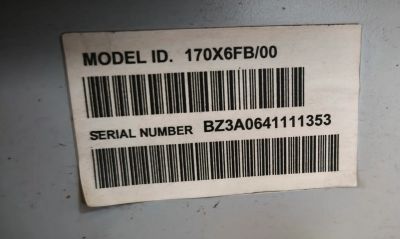 MODEL ID. 170X6FB/00
SERIAL NUMBER BZ3A0641111353